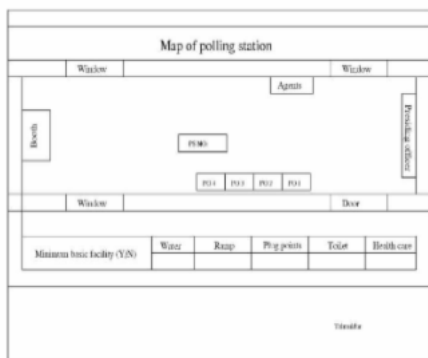 Map of polling station
Window Window
Agents
Booth
Presiding officer
PO4 PO3 PO2 PO1
Window Door
Minimum basic facility (Y/N) Water Ramp Plug points Toilet Health care